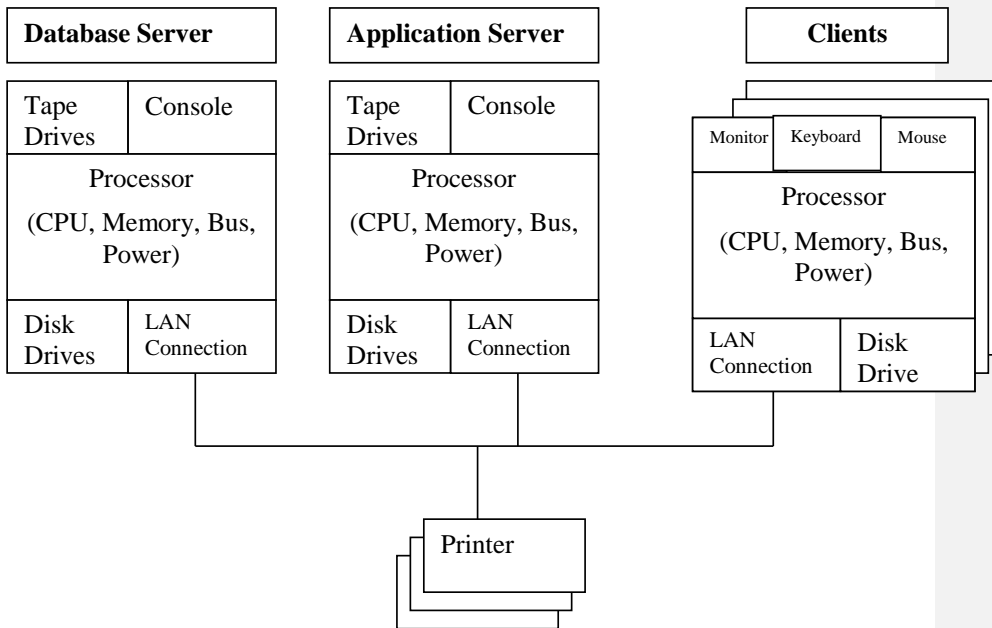 Database Server
Application Server
Clients
Tape
Drives
Console
Processor
(CPU, Memory, Bus,
Power)
Disk
Drives
LAN
Connection
Tape
Drives
Console
Processor
(CPU, Memory, Bus,
Power)
Disk
Drives
LAN
Connection
Monitor
Keyboard
Mouse
Processor
(CPU, Memory, Bus,
Power)
LAN
Connection
Disk
Drive
Printer